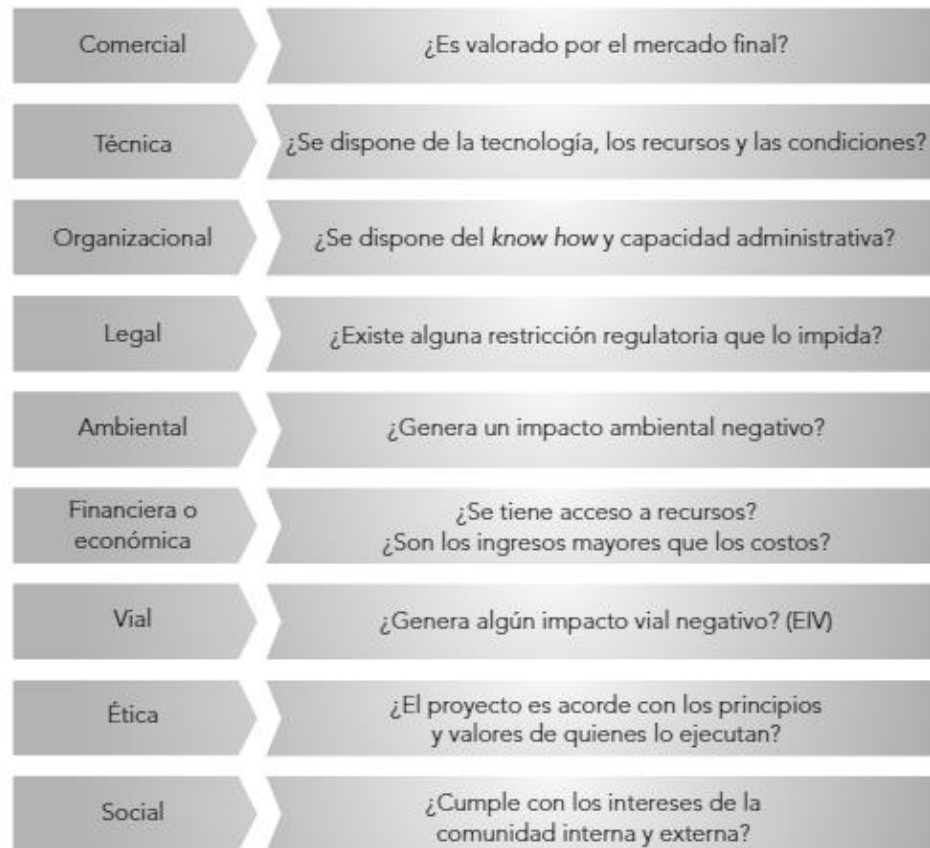 Comercial
¿Es valorado por el mercado final?
Técnica
¿Se dispone de la tecnología, los recursos y las condiciones?
Organizacional
¿Se dispone del know how y capacidad administrativa?
Legal
¿Existe alguna restricción regulatoria que lo impida?
Ambiental
¿Genera un impacto ambiental negativo?
Financiera o
económica
¿Se tiene acceso a recursos?
¿Son los ingresos mayores que los costos?
Vial
¿Genera algún impacto vial negativo? (EIV)
Ética
¿El proyecto es acorde con los principios
y valores de quienes lo ejecutan?
Social
¿Cumple con los intereses de la
comunidad interna y externa?